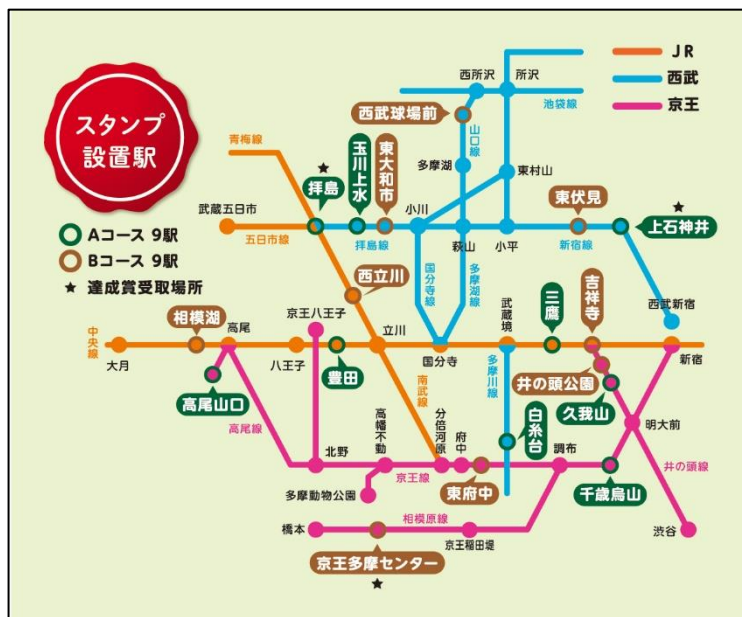 スタンプ
設置駅
Aコース 9駅
Bコース 9駅
★ 達成賞受取場所
JR
西武
京王
西所沢
所沢
池袋線
西武球場前
山口線
青梅線
多摩湖
東村山
★
拝島
玉川上水
東大和市
小川
東伏見
★
上石神井
武蔵五日市
五日市線
拝島線
萩山
小平
新宿線
西立川
国分寺線
多摩湖線
西武新宿
京王八王子
武蔵境
三鷹
吉祥寺
相模湖
高尾
中央線
大月
八王子
豊田
立川
国分寺
新宿
南武線
多摩川線
井の頭公園
久我山
高尾山口
高尾線
高幡不動
分倍河原
府中
白糸台
調布
明大前
北野
京王線
東府中
千歳烏山
井の頭線
多摩動物公園
相模原線
橋本
京王稲田堤
渋谷
京王多摩センター
★